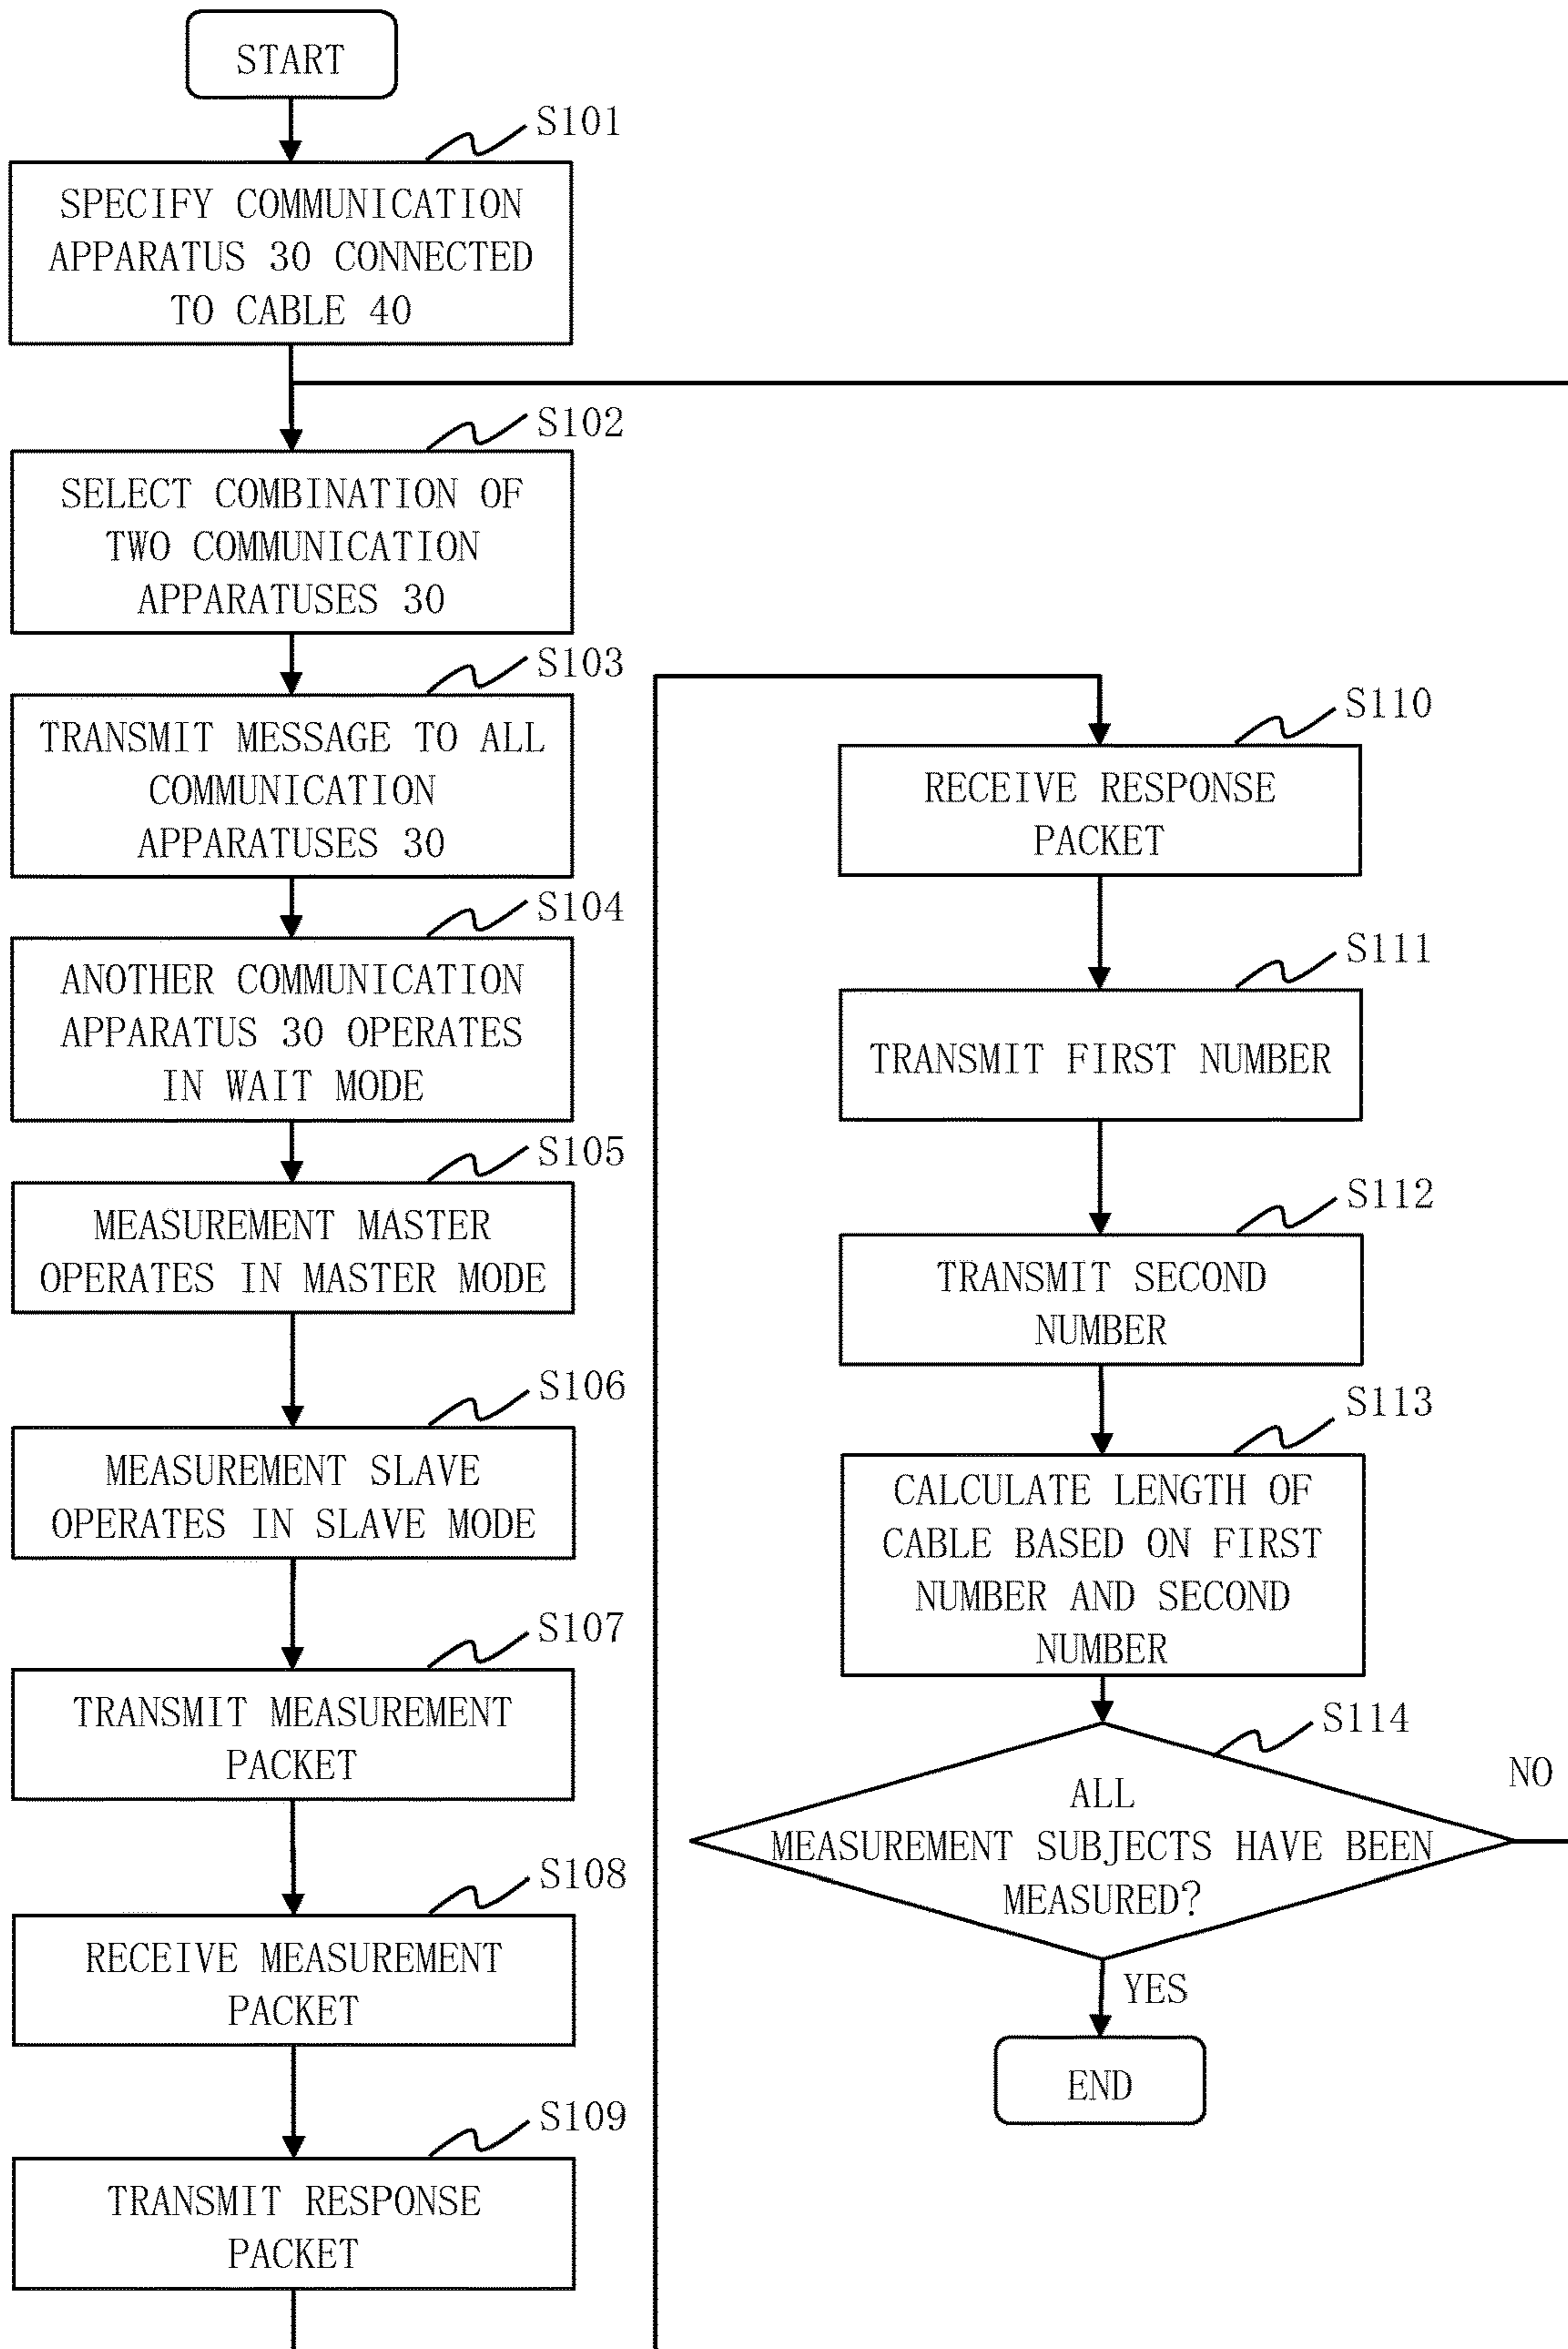 START
S101
SPECIFY COMMUNICATION
APPARATUS 30 CONNECTED
TO CABLE 40
S102
SELECT COMBINATION OF
TWO COMMUNICATION
APPARATUSES 30
S103
TRANSMIT MESSAGE TO ALL
COMMUNICATION
APPARATUSES 30
S104
ANOTHER COMMUNICATION
APPARATUS 30 OPERATES
IN WAIT MODE
S105
MEASUREMENT MASTER
OPERATES IN MASTER MODE
S106
MEASUREMENT SLAVE
OPERATES IN SLAVE MODE
S107
TRANSMIT MEASUREMENT
PACKET
S108
RECEIVE MEASUREMENT
PACKET
S109
TRANSMIT RESPONSE
PACKET
S110
RECEIVE RESPONSE
PACKET
S111
TRANSMIT FIRST NUMBER
S112
TRANSMIT SECOND
NUMBER
S113
CALCULATE LENGTH OF
CABLE BASED ON FIRST
NUMBER AND SECOND
NUMBER
S114
ALL
MEASUREMENT SUBJECTS HAVE BEEN
MEASURED?
NO
YES
END